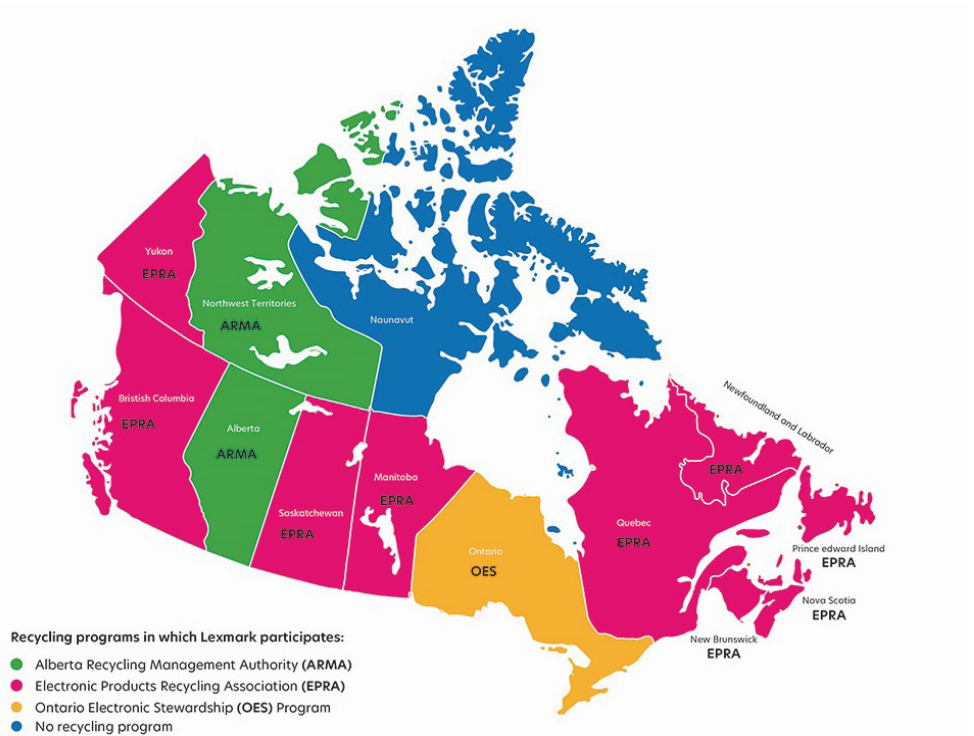 Yukon
EPRA
Northwest Territories
ARMA
Naunavut
Bristish Columbia
EPRA
Alberta
ARMA
Saskatchewan
EPRA
Manitoba
EPRA
Ontario
OES
Quebec
EPRA
Newfoundland and Labrador
EPRA
Prince edward Island
EPRA
Nova Scotia
EPRA
New Brunswick
EPRA
Recycling programs in which Lexmark participates:
Alberta Recycling Management Authority (ARMA)
Electronic Products Recycling Association (EPRA)
Ontario Electronic Stewardship (OES) Program
No recycling program